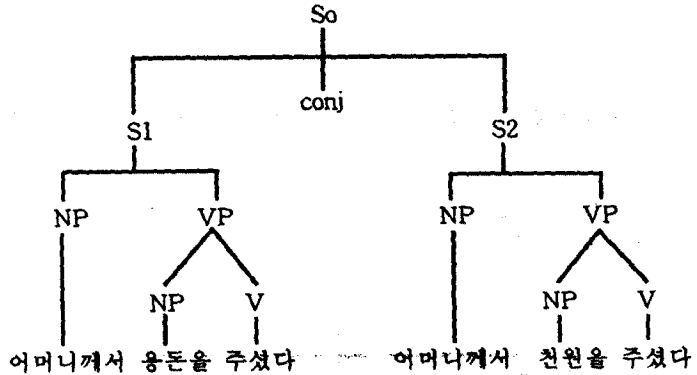 So
conj
S1 S2
NP VP NP VP
NP V NP V
어머니께서 용돈을 주셨다 어머니께서 천원을 주셨다